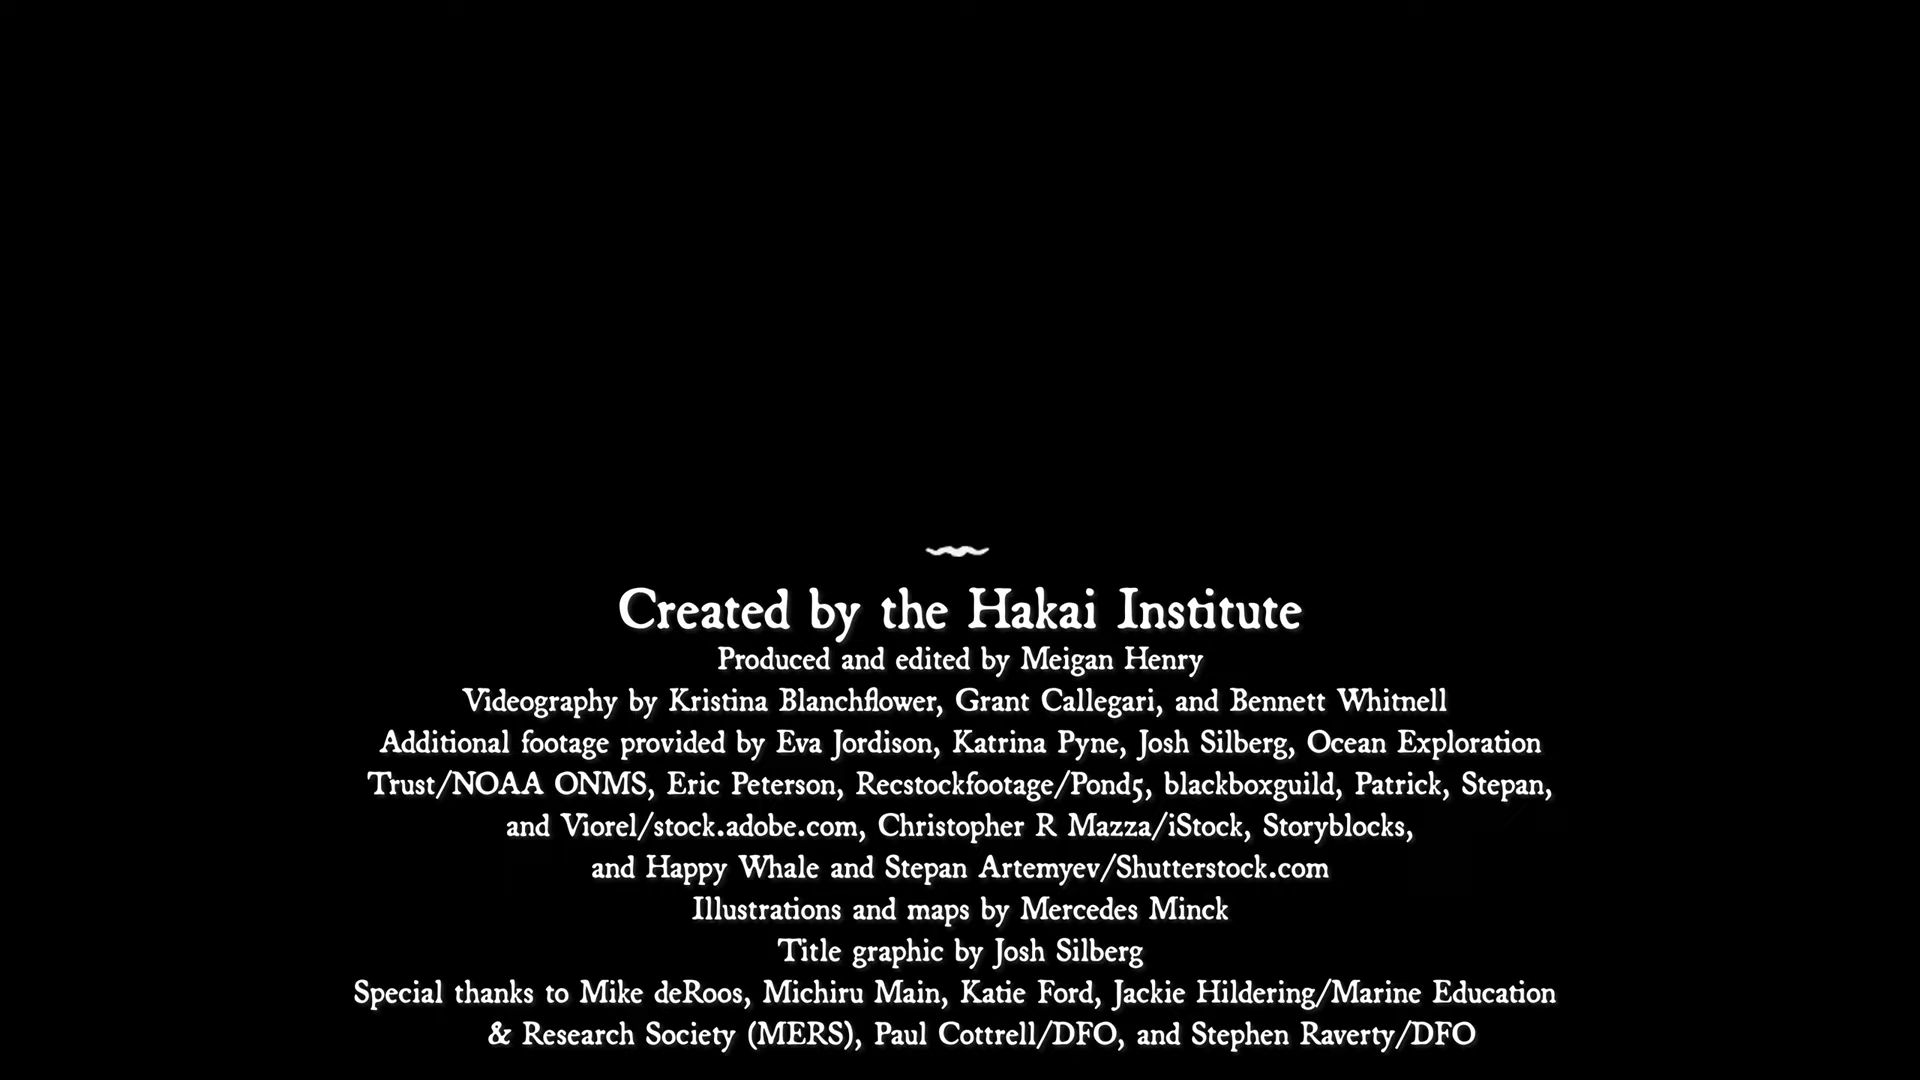 Created by the Hakai Institute
Produced and edited by Meigan Henry
Videography by Kristina Blanchflower, Grant Callegari, and Bennett Whitnell
Additional footage provided by Eva Jordison, Katrina Pyne, Josh Silberg, Ocean Exploration
Trust/NOAA ONMS, Eric Peterson, Recstockfootage/Pond5, blackboxguild, Patrick, Stepan,
and Viorel/stock.adobe.com, Christopher R Mazza/iStock, Storyblocks,
and Happy Whale and Stepan Artemyev/Shutterstock.com
Illustrations and maps by Mercedes Minck
Title graphic by Josh Silberg
Special thanks to Mike deRoos, Michiru Main, Katie Ford, Jackie Hildering/Marine Education
& Research Society (MERS), Paul Cottrell/DFO, and Stephen Raverty/DFO